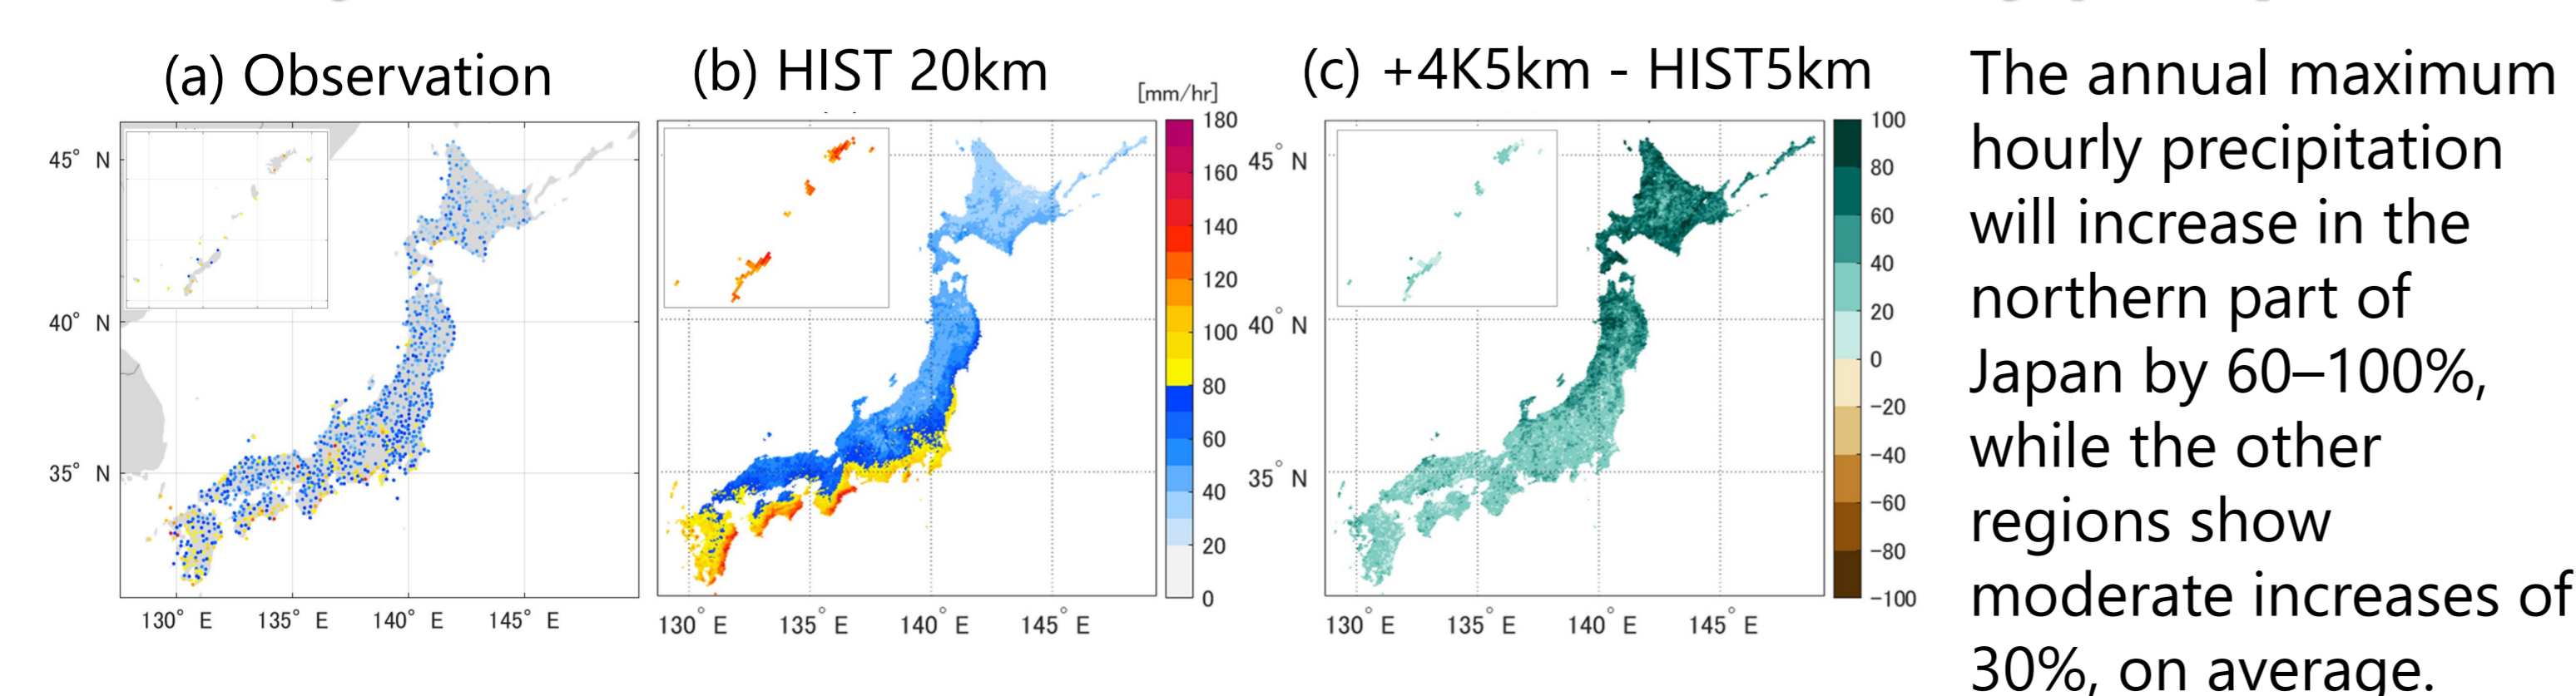 (a) Observation
45° N
40° N
35° N
130° E 135° E 140° E 145° E
(b) HIST 20km
[mm/hr]
180
160
140
120
100
80
60
40
20
0
130° E 135° E 140° E 145° E
(c) +4K5km - HIST5km
45° N
40° N
35° N
100
80
60
40
20
0
-20
-40
-60
-80
-100
130° E 135° E 140° E 145° E
The annual maximum
hourly precipitation
will increase in the
northern part of
Japan by 60–100%,
while the other
regions show
moderate increases of
30%, on average.